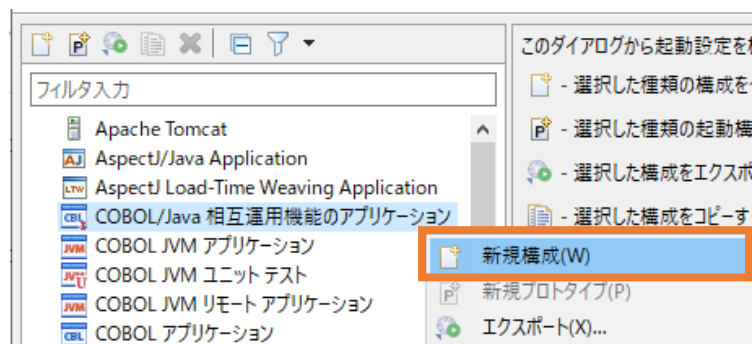 このダイアログから起動設定を
フィルタ入力
- 選択した種類の構成を
Apache Tomcat
- 選択した種類の起動構
AspectJ/Java Application
- 選択した構成をエクスポ
AspectJ Load-Time Weaving Application
COBOL/Java 相互運用機能のアプリケーション
- 選択した構成をコピーす
COBOL JVM アプリケーション
新規構成(W)
COBOL JVM ユニット テスト
新規プロトタイプ(P)
COBOL JVM リモート アプリケーション
エクスポート(X)...
COBOL アプリケーション